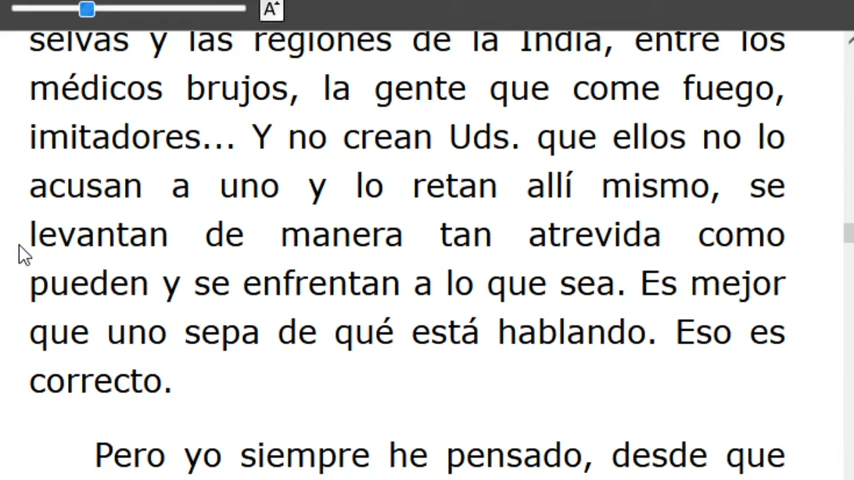 A
selvas y las regiones de la India, entre los
médicos brujos, la gente que come fuego,
imitadores... Y no crean Uds. que ellos no lo
acusan a uno y lo retan allí mismo, se
levantan de manera tan atrevida como
pueden y se enfrentan a lo que sea. Es mejor
que uno sepa de qué está hablando. Eso es
correcto.
Pero yo siempre he pensado, desde que